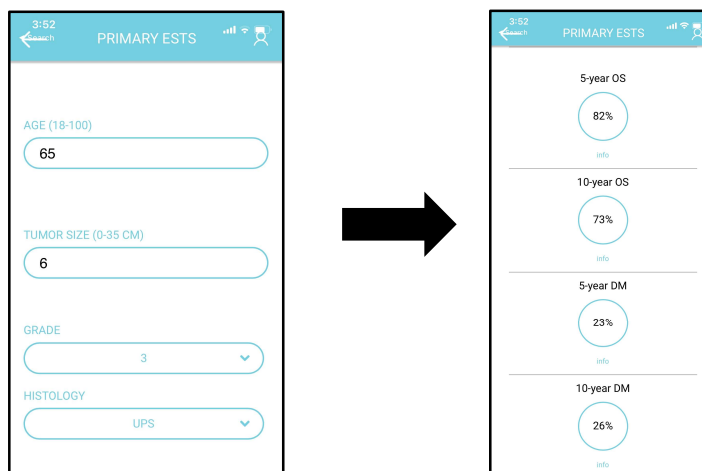 3:52
Search
PRIMARY ESTS
AGE (18-100)
65
TUMOR SIZE (0-35 CM)
6
GRADE
3
HISTOLOGY
UPS
3:52
Search
PRIMARY ESTS
5-year OS
82%
info
10-year OS
73%
info
5-year DM
23%
info
10-year DM
26%
info